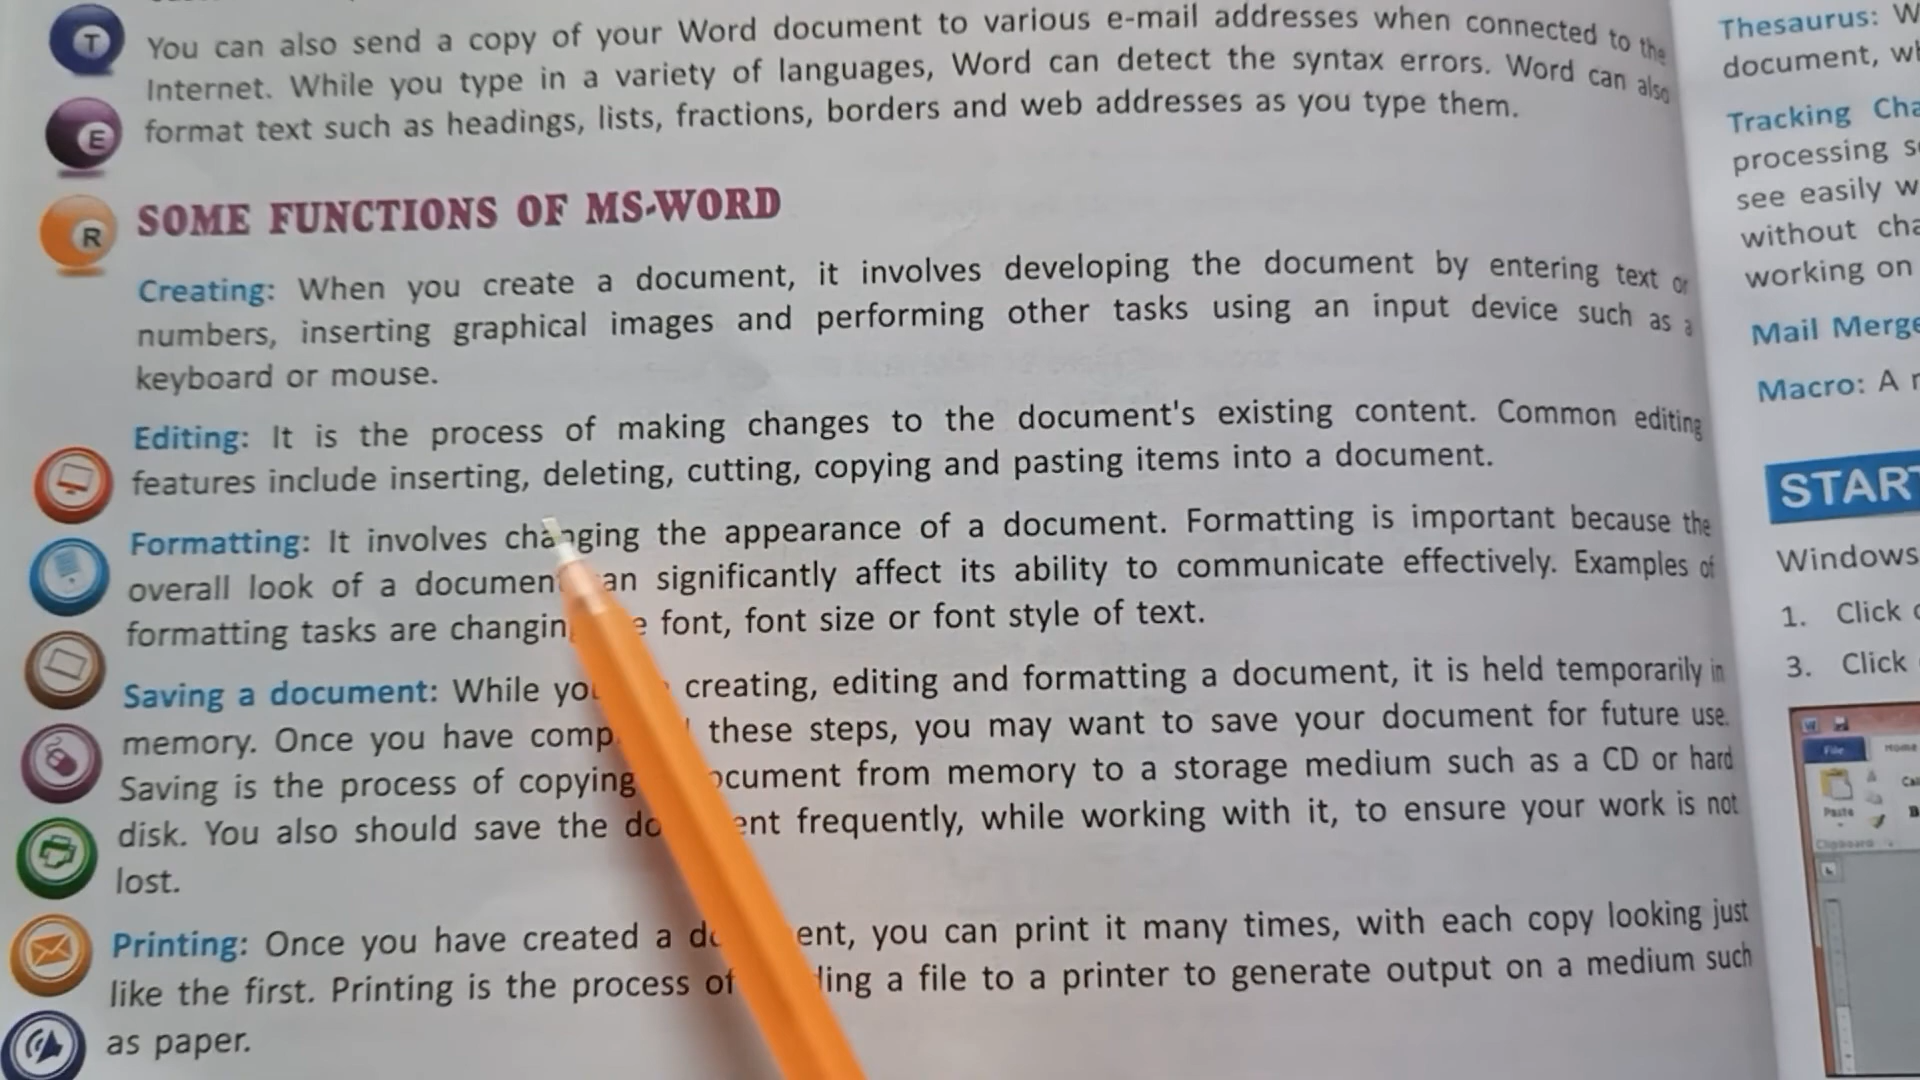 T
You can also send a copy of your Word document to various e-mail addresses when connected to the
Internet. While you type in a variety of languages, Word can detect the syntax errors. Word can also
E
format text such as headings, lists, fractions, borders and web addresses as you type them.
R
SOME FUNCTIONS OF MS-WORD
Creating: When you create a document, it involves developing the document by entering text or
numbers, inserting graphical images and performing other tasks using an input device such as a
keyboard or mouse.
Editing: It is the process of making changes to the document's existing content. Common editing
features include inserting, deleting, cutting, copying and pasting items into a document.
Formatting: It involves changing the appearance of a document. Formatting is important because the
overall look of a document an significantly affect its ability to communicate effectively. Examples of
formatting tasks are changin font, font size or font style of text.
Saving a document: While creating, editing and formatting a document, it is held temporarily in
memory. Once you have comp these steps, you may want to save your document for future use.
Saving is the process of copying ocument from memory to a storage medium such as a CD or hard
disk. You also should save the do ent frequently, while working with it, to ensure your work is not
lost.
Printing: Once you have created a d ent, you can print it many times, with each copy looking just
like the first. Printing is the process of ling a file to a printer to generate output on a medium such
as paper.
Thesaurus: W
document, wh
Tracking Cha
processing s
see easily w
without cha
working on
Mail Merge
Macro: A
START
Windows
1. Click
3. Click
File Home
Paste
Clipboard